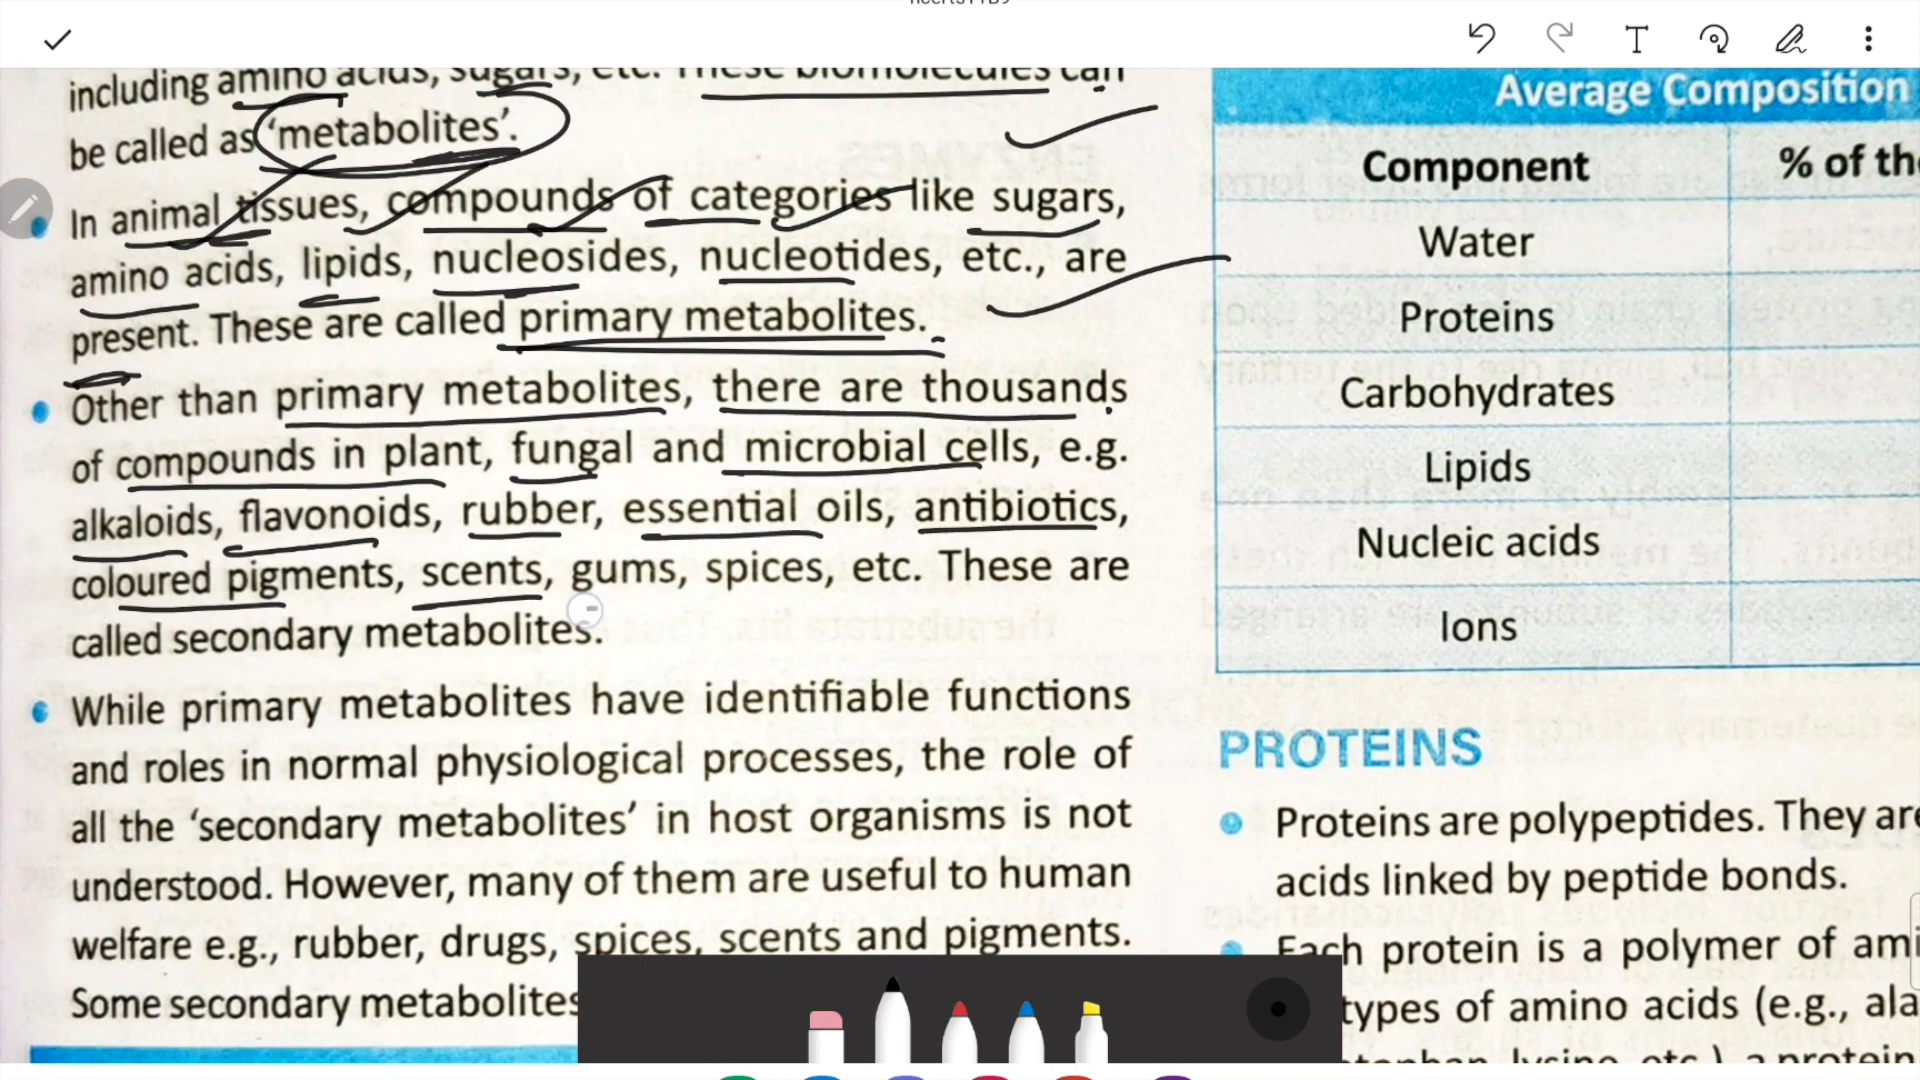 including amino acids, sugars, etc. These biomolecules can
be called as 'metabolites'.
In animal tissues, compounds of categories like sugars,
amino acids, lipids, nucleosides, nucleotides, etc., are
present. These are called primary metabolites.
Other than primary metabolites, there are thousands
of compounds in plant, fungal and microbial cells, e.g.
alkaloids, flavonoids, rubber, essential oils, antibiotics,
coloured pigments, scents, gums, spices, etc. These are
called secondary metabolites.
While primary metabolites have identifiable functions
and roles in normal physiological processes, the role of
all the 'secondary metabolites' in host organisms is not
understood. However, many of them are useful to human
welfare e.g., rubber, drugs, spices, scents and pigments.
Some secondary metabolites
Average Composition
Component
% of the
Water
Proteins
Carbohydrates
Lipids
Nucleic acids
Ions
PROTEINS
Proteins are polypeptides. They are
acids linked by peptide bonds.
Each protein is a polymer of
types of amino acids (e.g.,
lysine, etc.) a protein